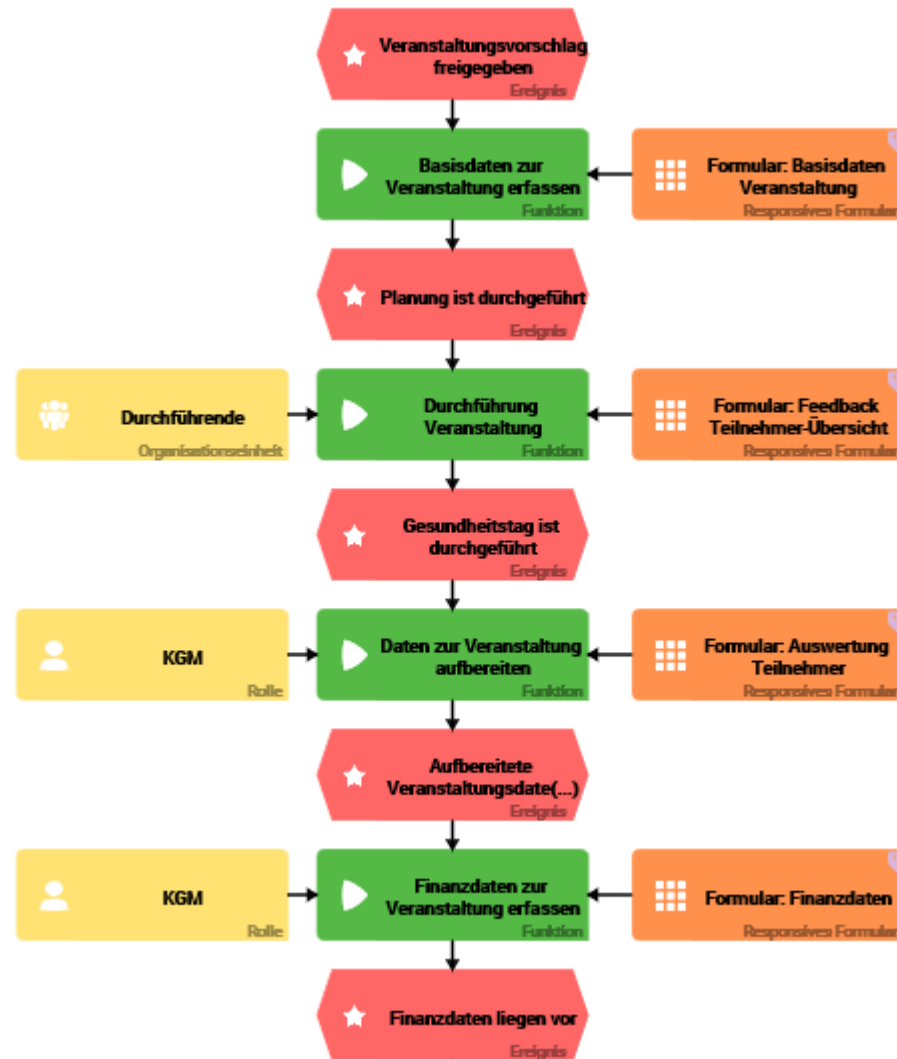 Veranstaltungsvorschlag
freigegeben
Ereignis
Basisdaten zur
Veranstaltung erfassen
Funktion
Formular: Basisdaten
Veranstaltung
Responsives Formular
Planung ist durchgeführt
Ereignis
Durchführende
Organisationseinheit
Durchführung
Veranstaltung
Funktion
Formular: Feedback
Teilnehmer-Übersicht
Responsives Formular
Gesundheitstag ist
durchgeführt
Ereignis
KGM
Rolle
Daten zur Veranstaltung
aufbereiten
Funktion
Formular: Auswertung
Teilnehmer
Responsives Formular
Aufbereitete
Veranstaltungsdate(...)
Ereignis
KGM
Rolle
Finanzdaten zur
Veranstaltung erfassen
Funktion
Formular: Finanzdaten
Responsives Formular
Finanzdaten liegen vor
Ereignis